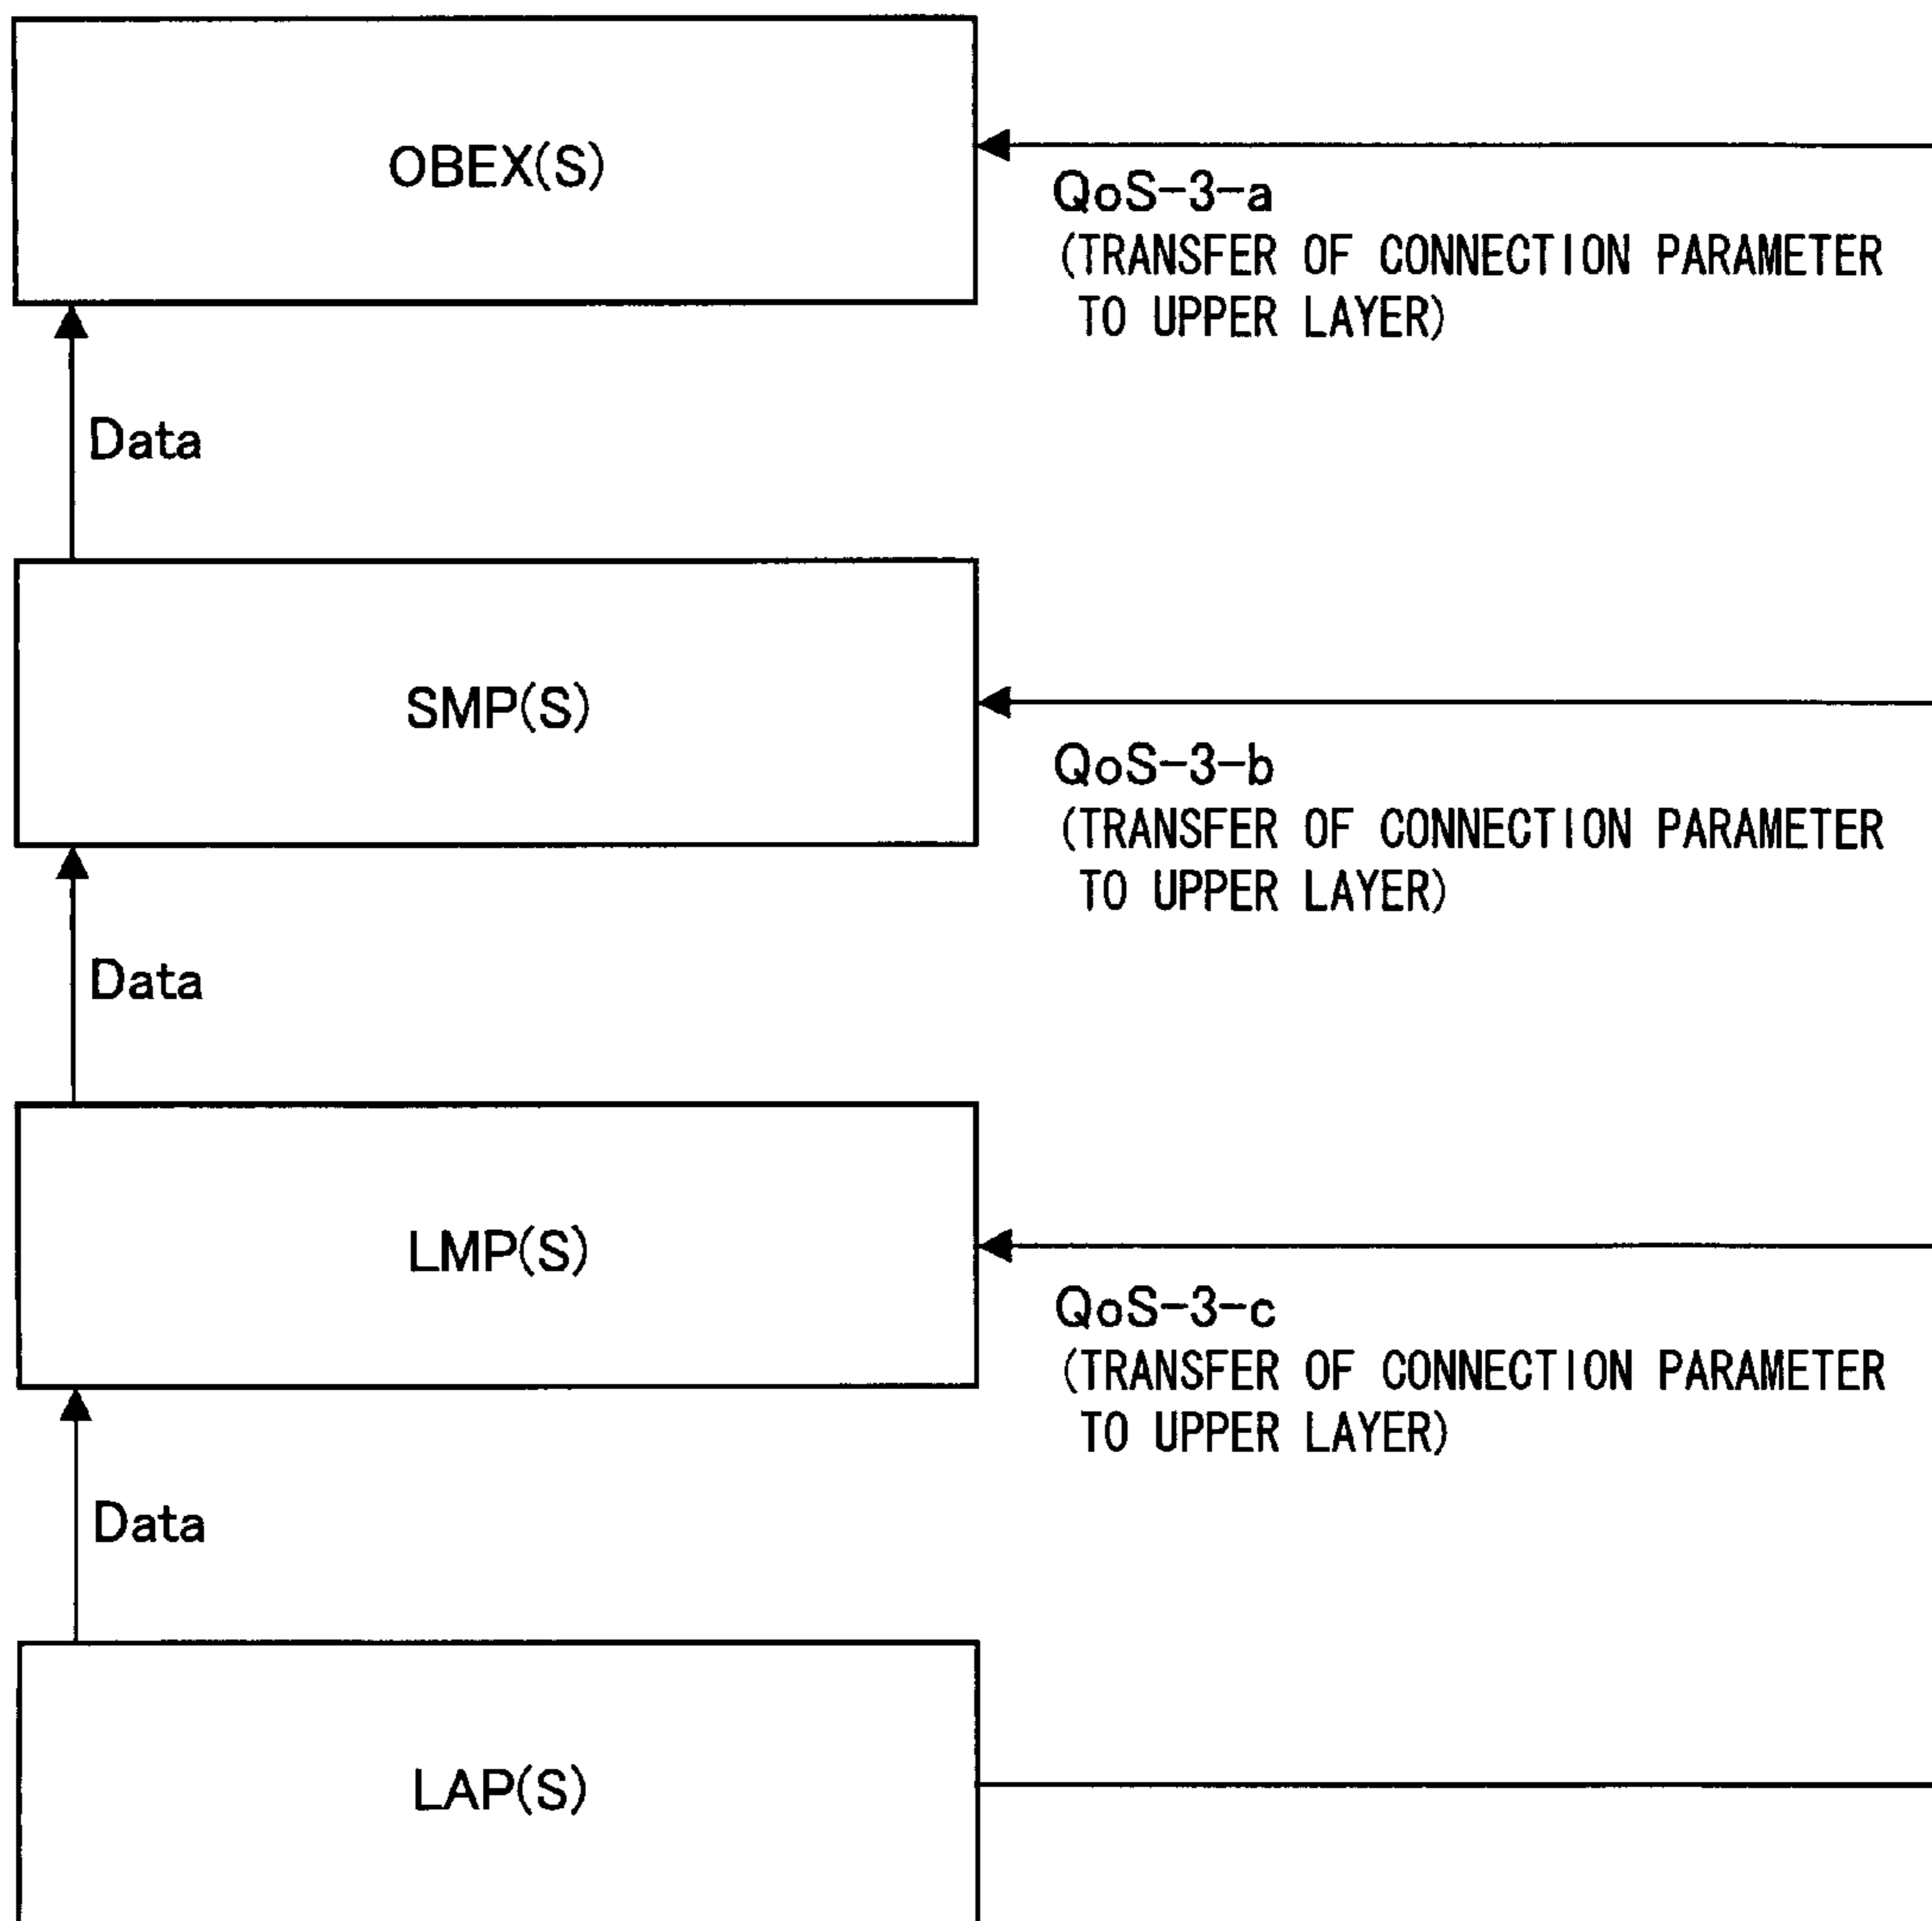 OBEX(S)
QoS-3-a
(TRANSFER OF CONNECTION PARAMETER
TO UPPER LAYER)
Data
SMP(S)
QoS-3-b
(TRANSFER OF CONNECTION PARAMETER
TO UPPER LAYER)
Data
LMP(S)
QoS-3-c
(TRANSFER OF CONNECTION PARAMETER
TO UPPER LAYER)
Data
LAP(S)